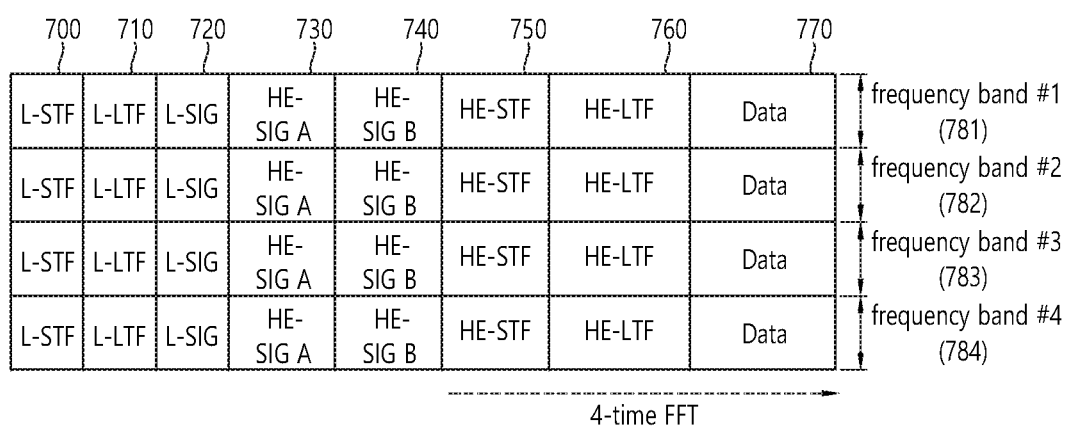 700 710 720 730 740 750 760 770
L-STF L-LTF L-SIG HE-SIG A HE-SIG B HE-STF HE-LTF Data frequency band #1 (781)
L-STF L-LTF L-SIG HE-SIG A HE-SIG B HE-STF HE-LTF Data frequency band #2 (782)
L-STF L-LTF L-SIG HE-SIG A HE-SIG B HE-STF HE-LTF Data frequency band #3 (783)
L-STF L-LTF L-SIG HE-SIG A HE-SIG B HE-STF HE-LTF Data frequency band #4 (784)
4-time FFT